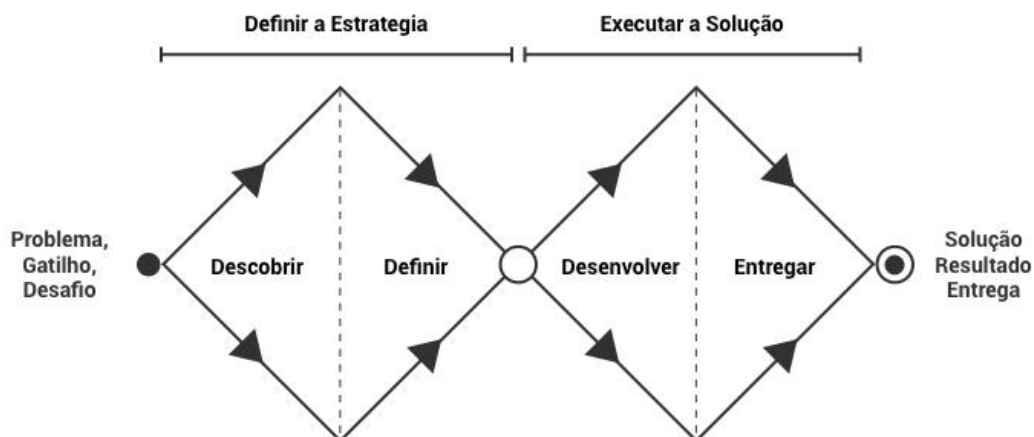 Definir a Estrategia
Executar a Solução
Problema,
Gatilho,
Desafio
Descobrir
Definir
Desenvolver
Entregar
Solução
Resultado
Entrega